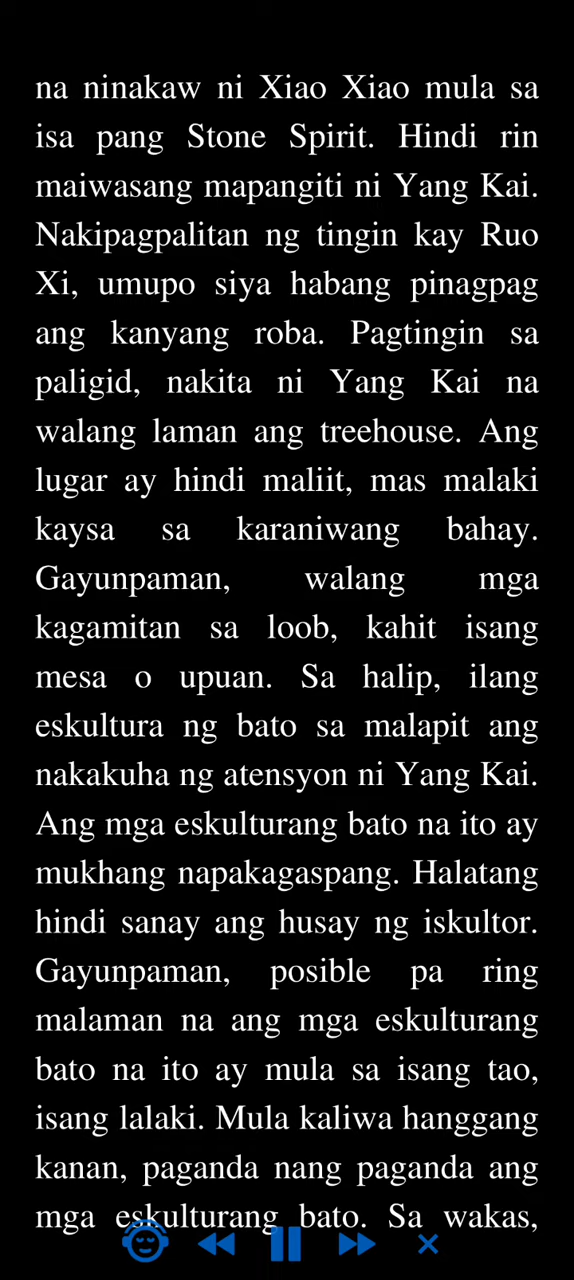 na ninakaw ni Xiao Xiao mula sa
isa pang Stone Spirit. Hindi rin
maiwasang mapangiti ni Yang Kai.
Nakipagpalitan ng tingin kay Ruo
Xi, umupo siya habang pinagpag
ang kanyang roba. Pagtingin sa
paligid, nakita ni Yang Kai na
walang laman ang treehouse. Ang
lugar ay hindi maliit, mas malaki
kaysa sa karaniwang bahay.
Gayunpaman, walang mga
kagamitan sa loob, kahit isang
mesa o upuan. Sa halip, ilang
eskultura ng bato sa malapit ang
nakakuha ng atensyon ni Yang Kai.
Ang mga eskulturang bato na ito ay
mukhang napakagaspang. Halatang
hindi sanay ang husay ng iskultor.
Gayunpaman, posible pa ring
malaman na ang mga eskulturang
bato na ito ay mula sa isang tao,
isang lalaki. Mula kaliwa hanggang
kanan, paganda nang paganda ang
mga eskulturang bato. Sa wakas,